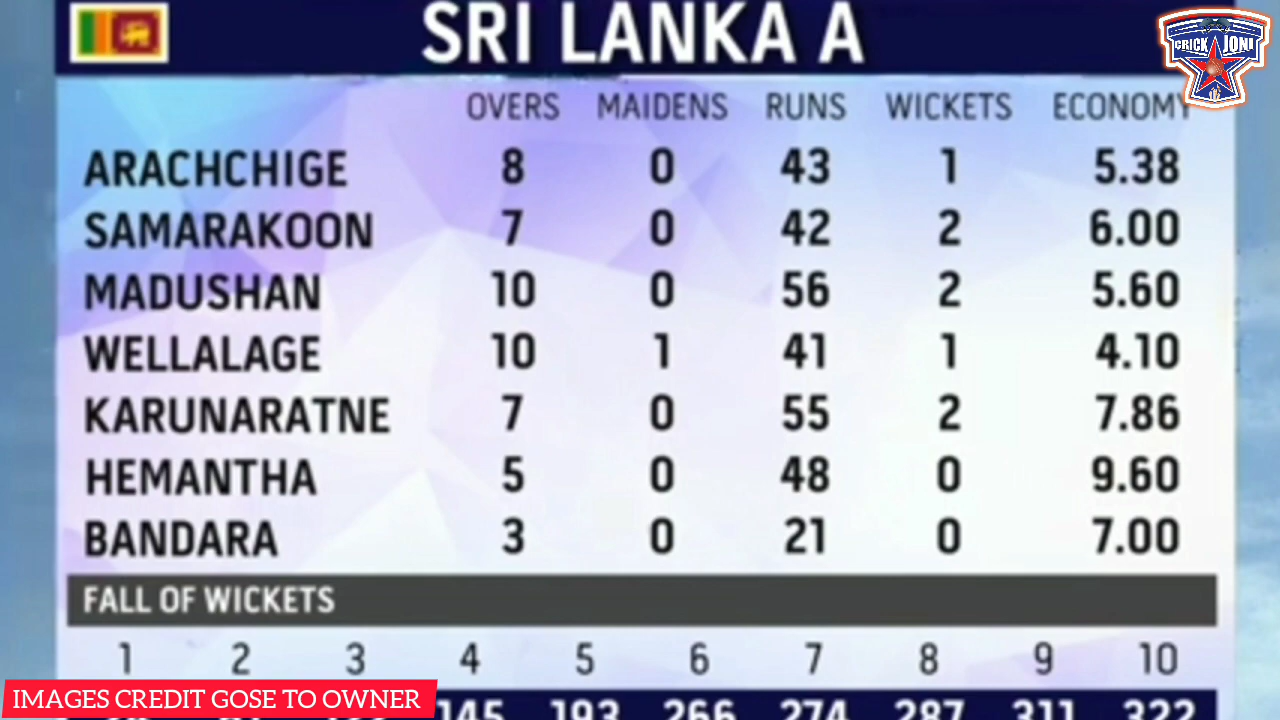 SRI LANKA A
CRICK JONI
OVERS MAIDENS RUNS WICKETS ECONOMY
ARACHCHIGE 8 0 43 1 5.38
SAMARAKOON 7 0 42 2 6.00
MADUSHAN 10 0 56 2 5.60
WELLALAGE 10 1 41 1 4.10
KARUNARATNE 7 0 55 2 7.86
HEMANTHA 5 0 48 0 9.60
BANDARA 3 0 21 0 7.00
FALL OF WICKETS
1 2 3 4 5 6 7 8 9 10
145 193 266 274 287 311 322
IMAGES CREDIT GOSE TO OWNER